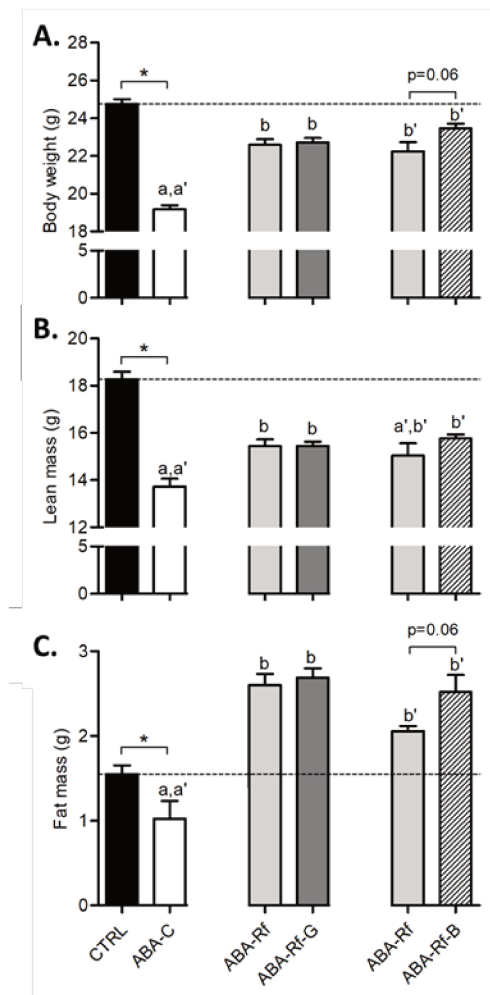 A.
Body weight (g)
28
26
24
22
20
18
5
0
*
a,a'
b
b
p=0.06
b'
b'
B.
Lean mass (g)
20
18
16
14
12
5
0
*
a,a'
b
b
a',b'
b'
C.
Fat mass (g)
3
2
1
0
*
a,a'
b
b
p=0.06
b'
b'
CTRL
ABA-C
ABA-Rf
ABA-Rf-G
ABA-Rf
ABA-Rf-B